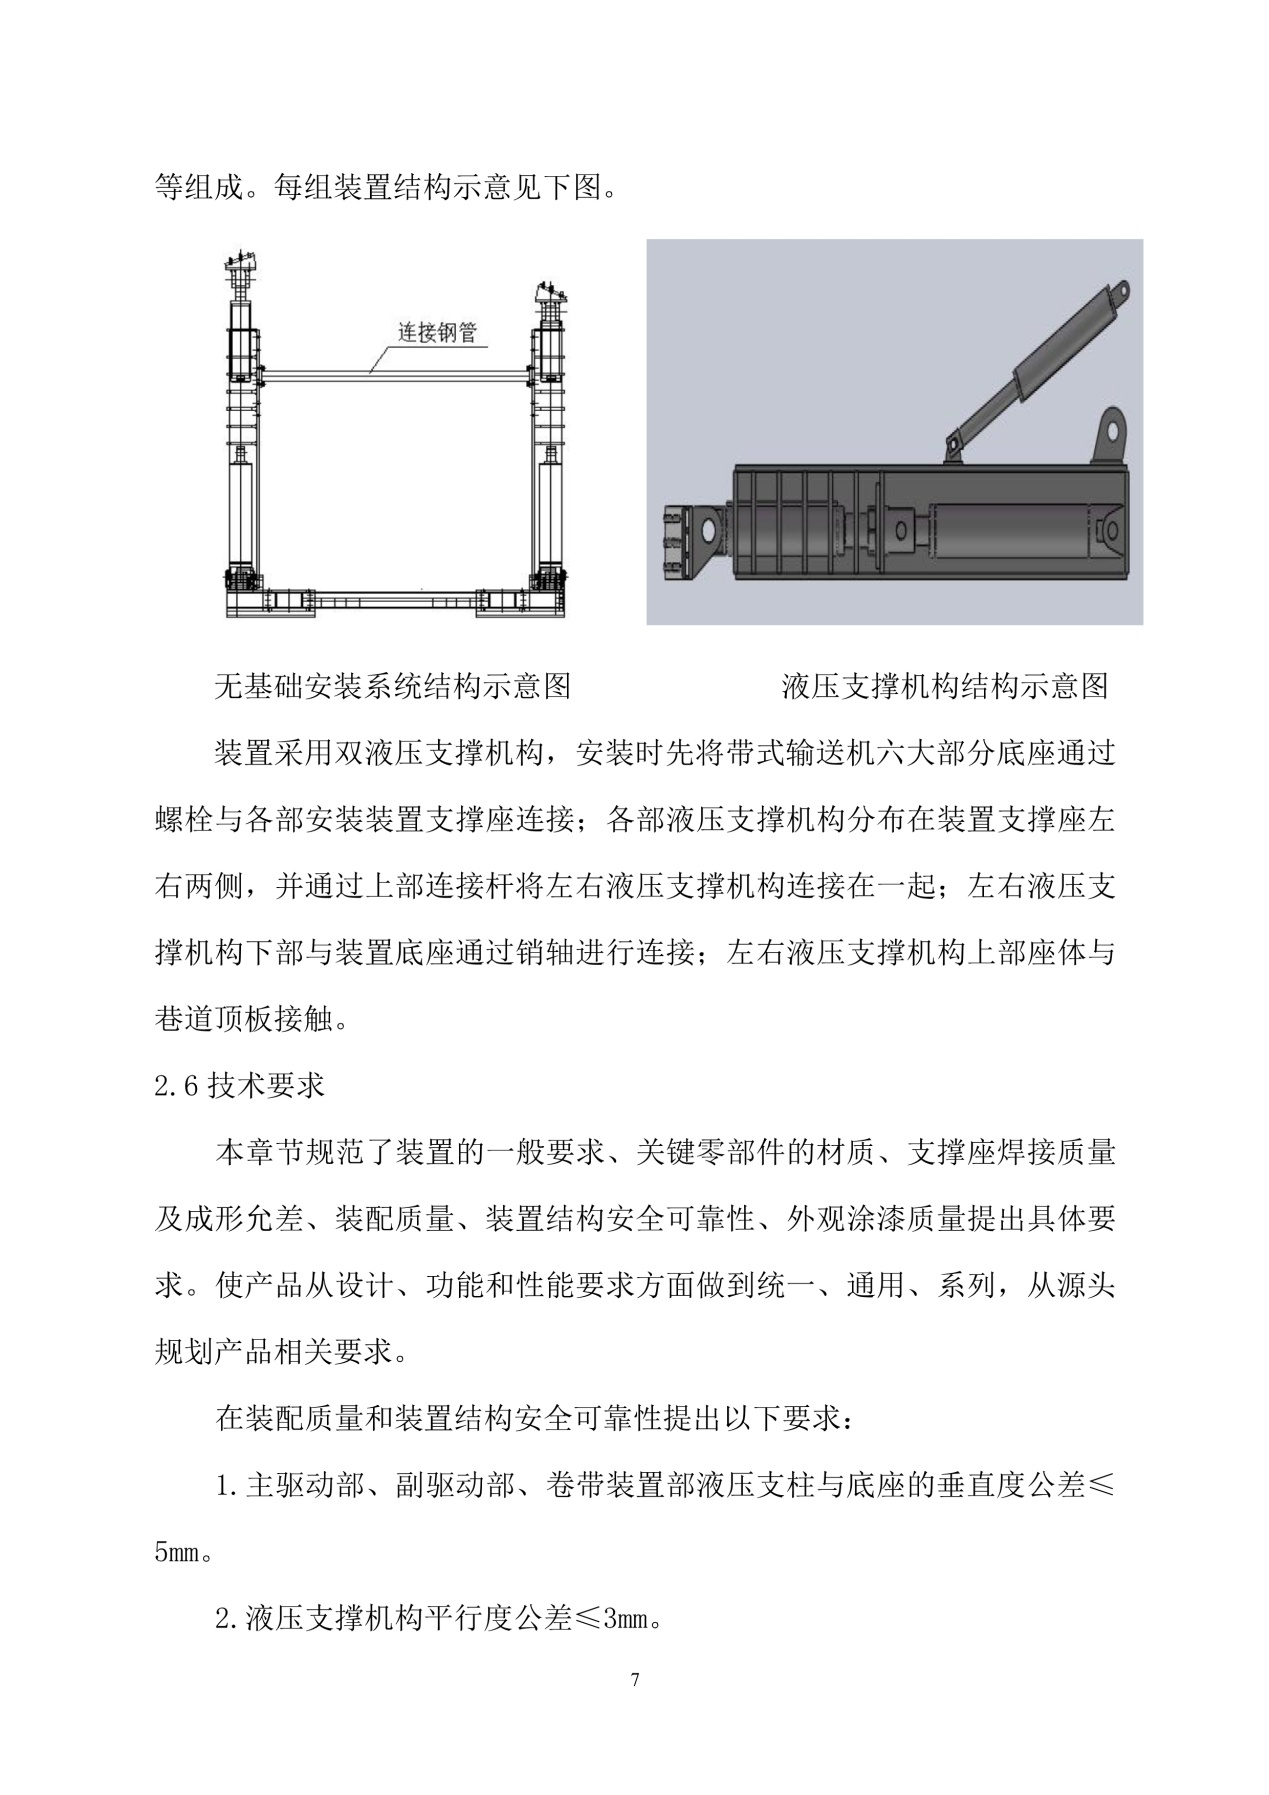 等组成。每组装置结构示意见下图。
连接钢管
无基础安装系统结构示意图 液压支撑机构结构示意图
装置采用双液压支撑机构，安装时先将带式输送机六大部分底座通过
螺栓与各部安装装置支撑座连接；各部液压支撑机构分布在装置支撑座左
右两侧，并通过上部连接杆将左右液压支撑机构连接在一起；左右液压支
撑机构下部与装置底座通过销轴进行连接；左右液压支撑机构上部座体与
巷道顶板接触。
2.6 技术要求
本章节规范了装置的一般要求、关键零部件的材质、支撑座焊接质量
及成形允差、装配质量、装置结构安全可靠性、外观涂漆质量提出具体要
求。使产品从设计、功能和性能要求方面做到统一、通用、系列，从源头
规划产品相关要求。
在装配质量和装置结构安全可靠性提出以下要求：
1.主驱动部、副驱动部、卷带装置部液压支柱与底座的垂直度公差≤
5mm。
2.液压支撑机构平行度公差≤3mm。
7